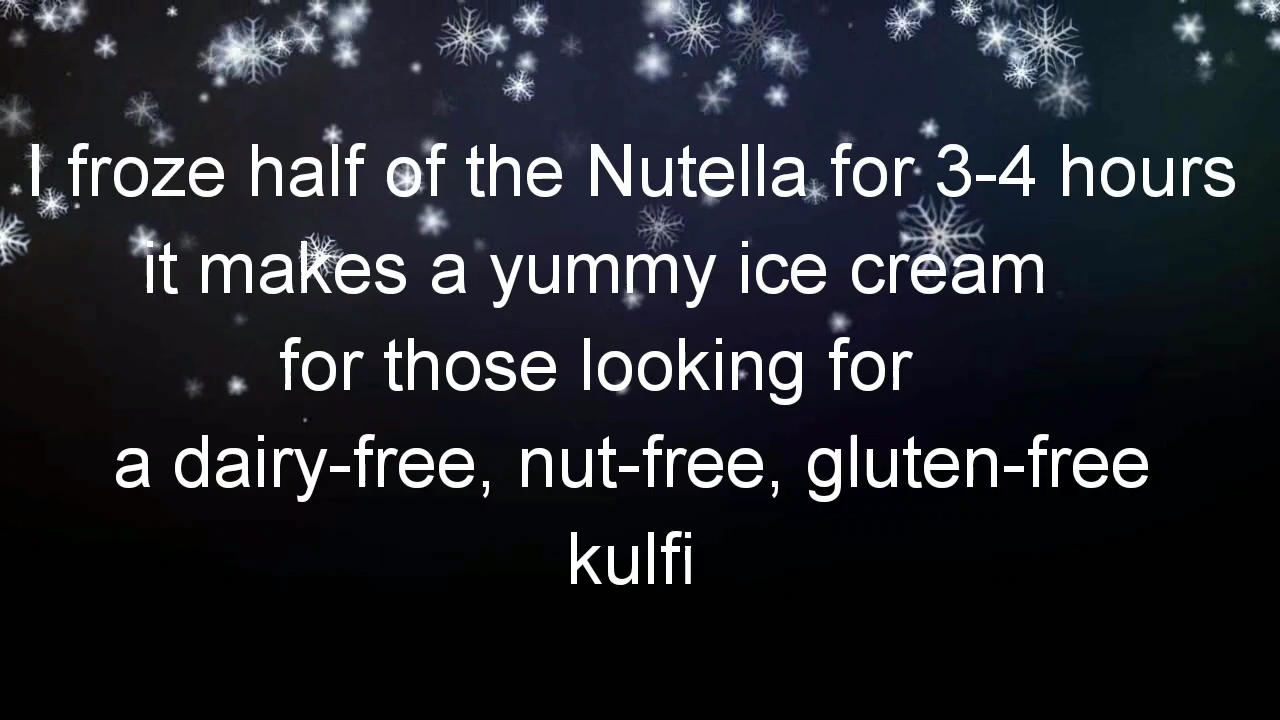 I froze half of the Nutella for 3-4 hours
it makes a yummy ice cream
for those looking for
a dairy-free, nut-free, gluten-free
kulfi